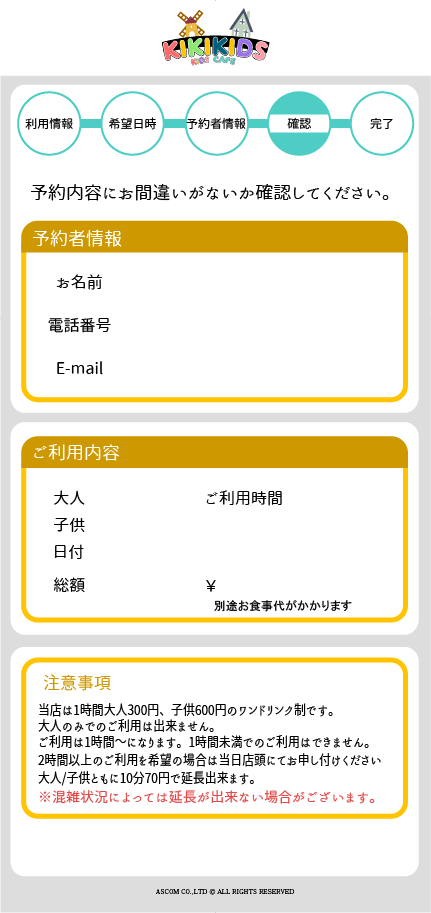 KIKIKIDS
KIDS CAFE
利用情報 希望日時 予約者情報 確認 完了
予約内容にお間違いがないか確認してください。
予約者情報
お名前
電話番号
E-mail
ご利用内容
大人 ご利用時間
子供
日付
総額 ￥
別途お食事代がかかります
注意事項
当店は1時間大人300円、子供600円のワンドリンク制です。
大人のみでのご利用は出来ません。
ご利用は1時間〜になります。1時間未満でのご利用はできません。
2時間以上のご利用を希望の場合は当日店頭にてお申し付けください
大人/子供ともに10分70円で延長出来ます。
※混雑状況によっては延長が出来ない場合がございます。
ASCOM CO.,LTD © ALL RIGHTS RESERVED